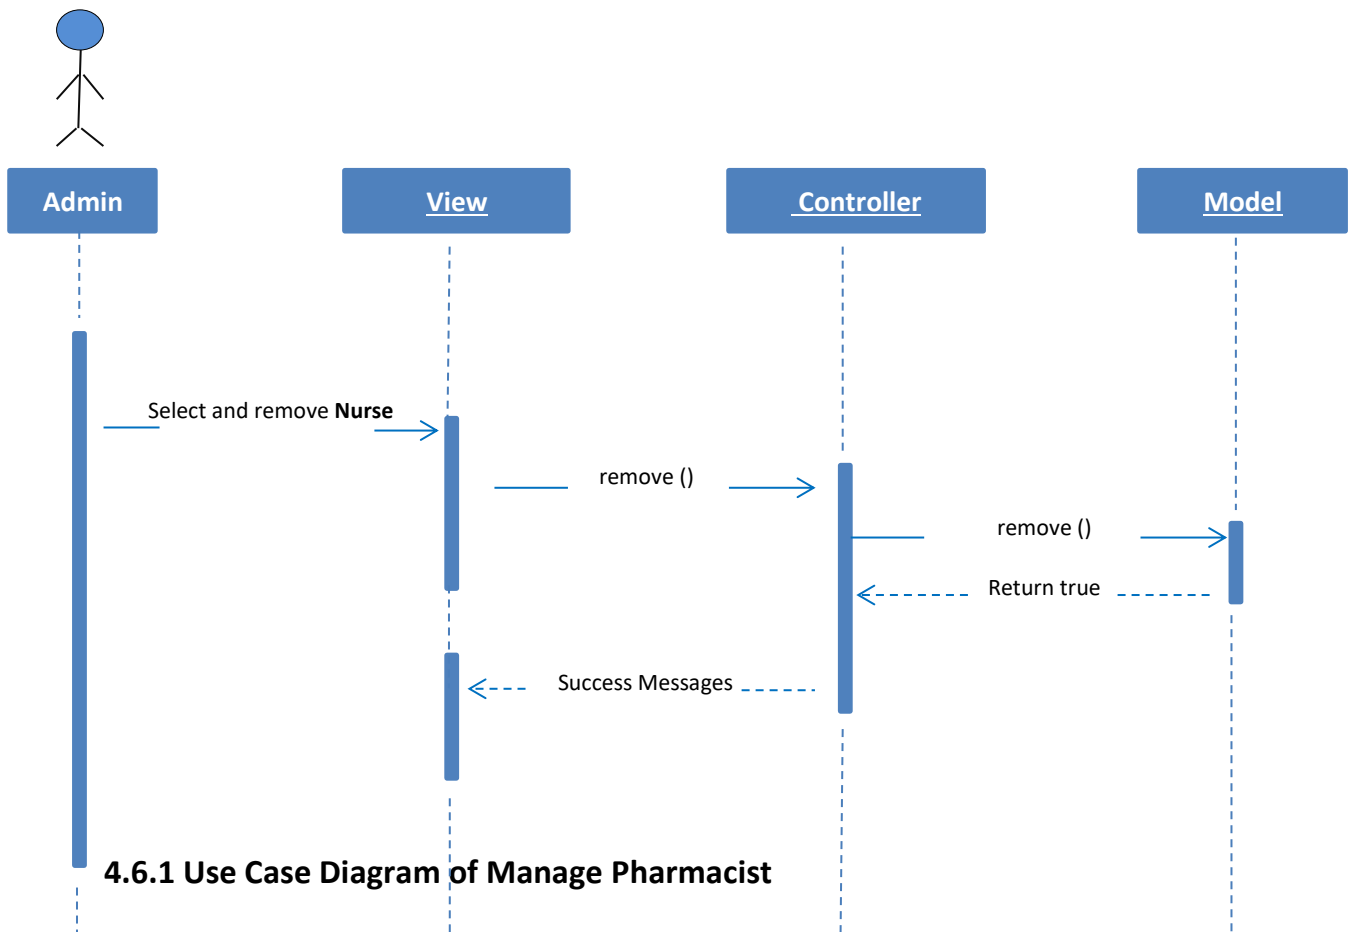 Admin
View
Controller
Model
Select and remove Nurse
remove ()
remove ()
Return true
Success Messages
4.6.1 Use Case Diagram of Manage Pharmacist